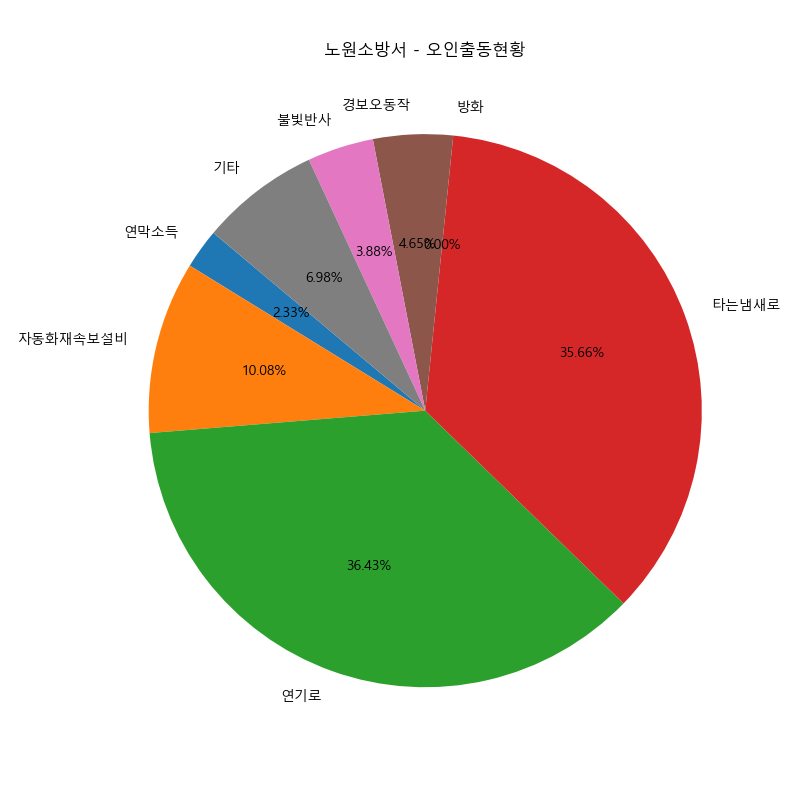 노원소방서 - 오인출동현황
방화
경보오동작
불빛반사
기타
연막소득
자동화재속보설비
연기로
타는냄새로
0.00%
4.65%
3.88%
6.98%
2.33%
10.08%
36.43%
35.66%